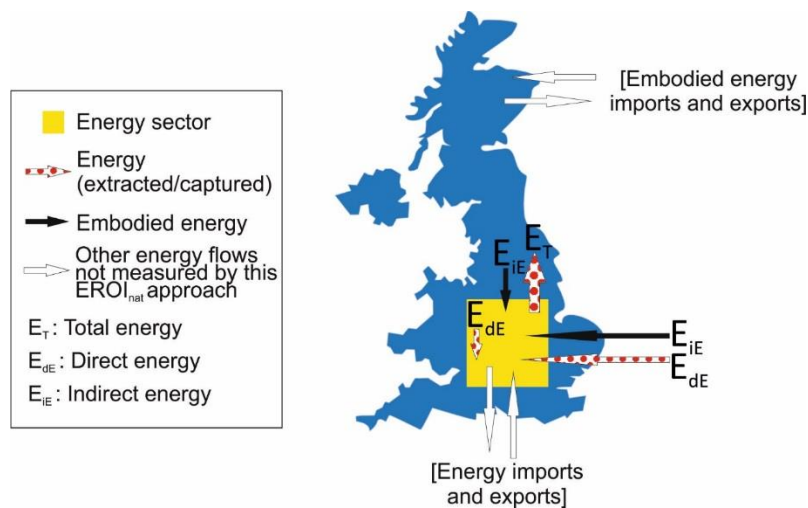 Energy sector
Energy
(extracted/captured)
Embodied energy
Other energy flows
not measured by this
EROInat approach
ET: Total energy
EdE: Direct energy
EiE: Indirect energy
[Embodied energy
imports and exports]
EiE
ET
EdE
EiE
EdE
[Energy imports
and exports]